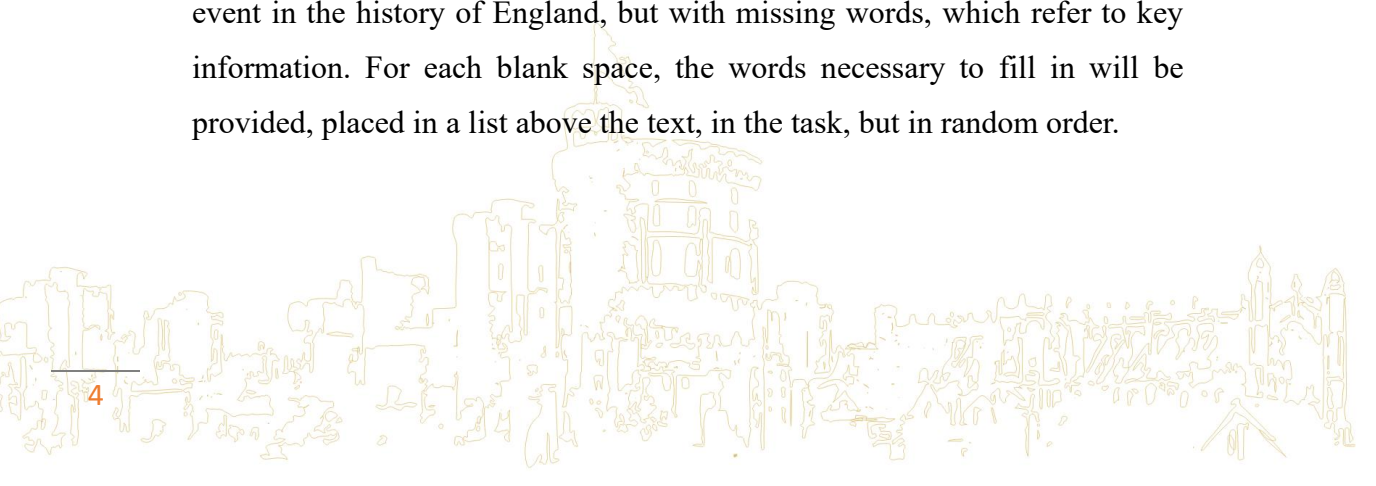 event in the history of England, but with missing words, which refer to key
information. For each blank space, the words necessary to fill in will be
provided, placed in a list above the text, in the task, but in random order.
4